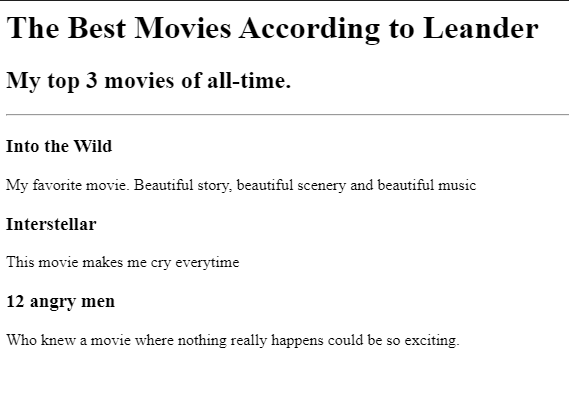 The Best Movies According to Leander
My top 3 movies of all-time.
Into the Wild
My favorite movie. Beautiful story, beautiful scenery and beautiful music
Interstellar
This movie makes me cry everytime
12 angry men
Who knew a movie where nothing really happens could be so exciting.